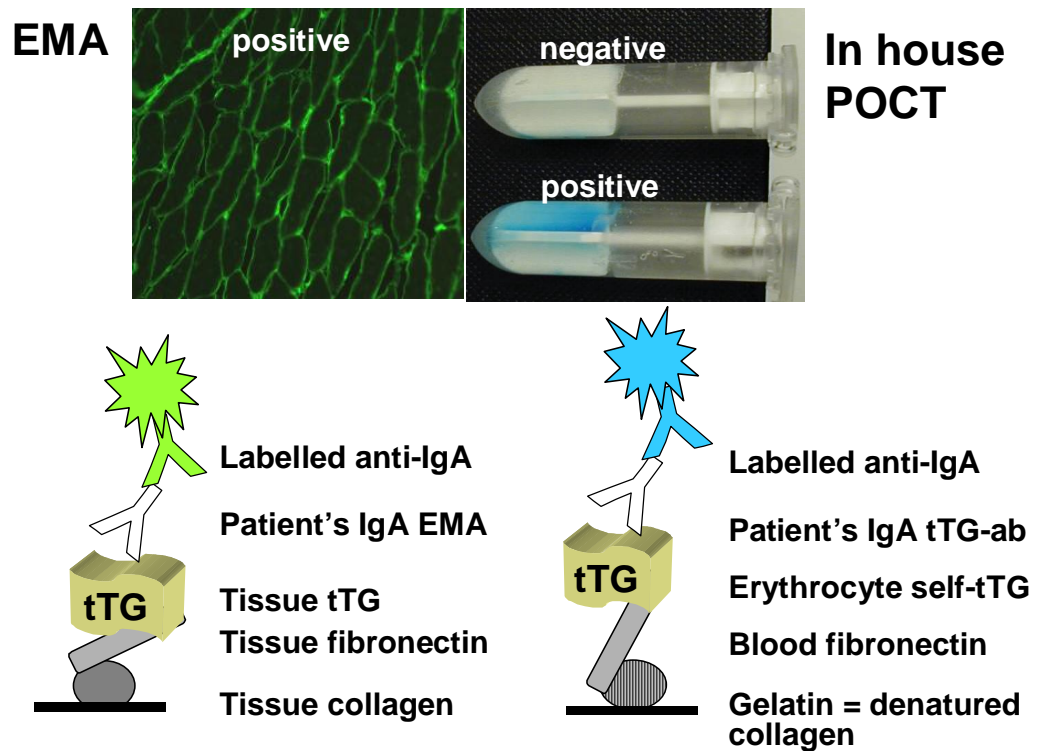 EMA
positive
negative
positive
In house
POCT
Labelled anti-IgA
Patient’s IgA EMA
tTG
Tissue tTG
Tissue fibronectin
Tissue collagen
Labelled anti-IgA
Patient’s IgA tTG-ab
tTG
Erythrocyte self-tTG
Blood fibronectin
Gelatin = denatured
collagen